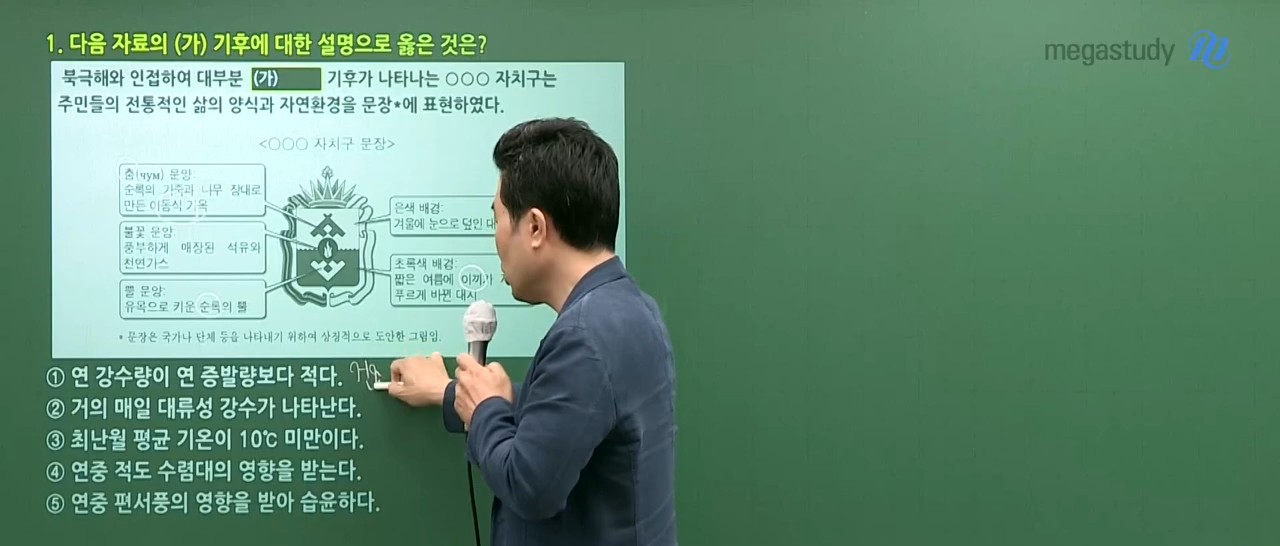 1. 다음 자료의 (가) 기후에 대한 설명으로 옳은 것은?
megastudy
북극해와 인접하여 대부분 (가) 기후가 나타나는 ○○○ 자치구는
주민들의 전통적인 삶의 양식과 자연환경을 문장*에 표현하였다.
<○○○ 자치구 문장>
춤(чум) 문양:
순록의 가죽과 나무 장대로
만든 이동식 가옥
불꽃 문양:
풍부하게 매장된 석유와
천연가스
뿔 문양:
유목으로 키운 순록의 뿔
은색 배경:
겨울에 눈으로 덮인
초록색 배경:
짧은 여름에 이끼가
푸르게 바뀐 대지
* 문장은 국가나 단체 등을 나타내기 위하여 상징적으로 도안한 그림임.
① 연 강수량이 연 증발량보다 적다.
② 거의 매일 대류성 강수가 나타난다.
③ 최난월 평균 기온이 10℃ 미만이다.
④ 연중 적도 수렴대의 영향을 받는다.
⑤ 연중 편서풍의 영향을 받아 습윤하다.